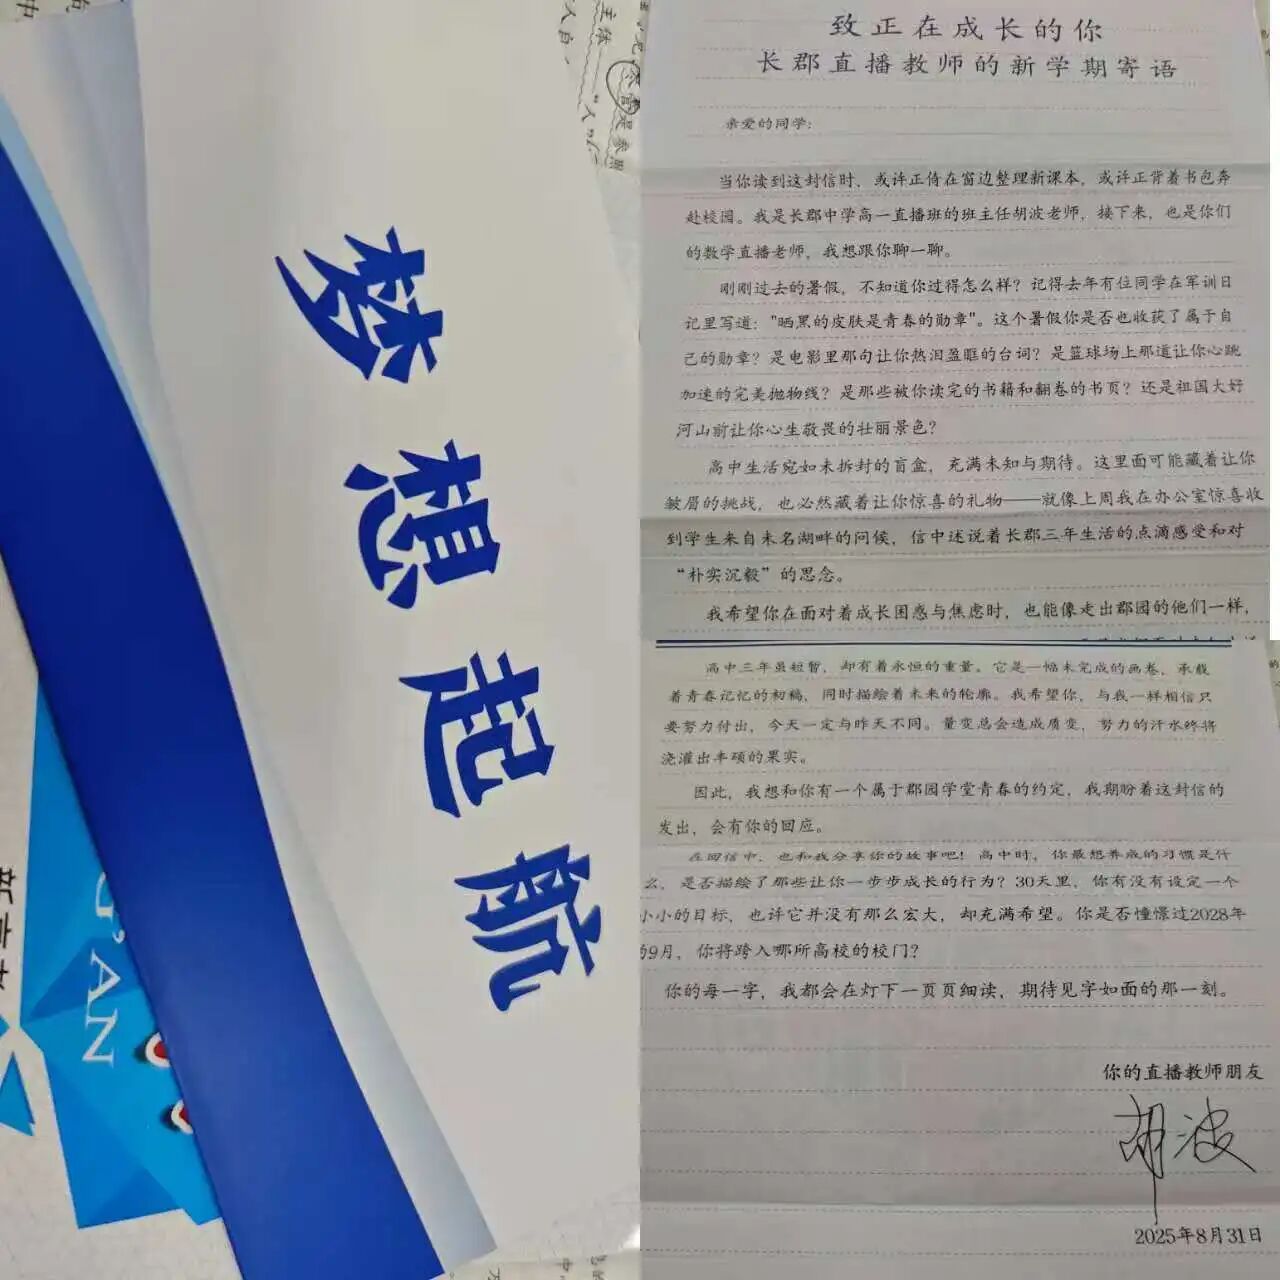 梦想起航
AN
致正在成长的你
长郡直播教师的新学期寄语
亲爱的同学：
当你读到这封信时，或许正倚在窗边整理新课本，或许正背着书包奔
赴校园。我是长郡中学高一直播班的班主任胡波老师，接下来，也是你们
的数学直播老师，我想跟你聊一聊。
刚刚过去的暑假，不知道你过得怎么样？记得去年有位同学在军训日
记里写道："晒黑的皮肤是青春的勋章"。这个暑假你是否也收获了属于自
己的勋章？是电影里那句让你热泪盈眶的台词？是篮球场上那道让你心跳
加速的完美抛物线？是那些被你读完的书籍和翻卷的书页？还是祖国大好
河山前让你心生敬畏的壮丽景色？
高中生活宛如未拆封的盲盒，充满未知与期待。这里面可能藏着让你
皱眉的挑战，也必然藏着让你惊喜的礼物——就像上周我在办公室惊喜收
到学生来自未名湖畔的问候，信中述说着长郡三年生活的点滴感受和对
“朴实沉毅”的思念。
我希望你在面对着成长困惑与焦虑时，也能像走出郡园的他们一样，
高中三年虽短暂，却有着永恒的重量。它是一幅未完成的画卷，承载
着青春记忆的初稿，同时描绘着未来的轮廓。我希望你，与我一样相信只
要努力付出，今天一定与昨天不同。量变总会造成质变，努力的汗水终将
浇灌出丰硕的果实。
因此，我想和你有一个属于郡园学堂青春的约定，我期盼着这封信的
发出，会有你的回应。
在回信中，也和我分享你的故事吧！高中时，你最想养成的习惯是什
么，是否描绘了那些让你一步步成长的行为？30天里，你有没有设定一个
小小的目标，也许它并没有那么宏大，却充满希望。你是否憧憬过2028年
的9月，你将跨入哪所高校的校门？
你的每一字，我都会在灯下一页页细读，期待见字如面的那一刻。
你的直播教师朋友
胡波
2025年8月31日